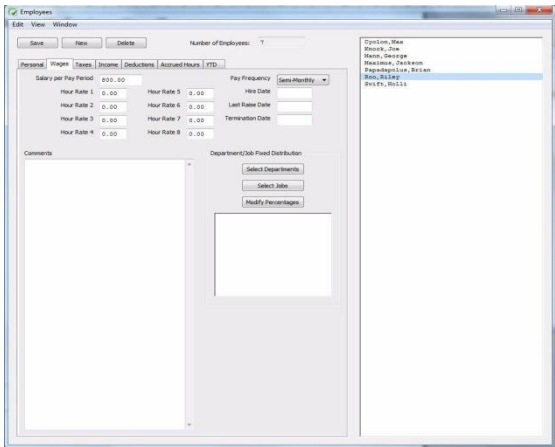 Employees
Edit View Window
Save New Delete Number of Employees: 7
Personal Wages Taxes Income Deductions Accrued Hours YTD
Salary per Pay Period 800.00 Pay Frequency Semi-Monthly
Hour Rate 1 0.00 Hour Rate 5 0.00 Hire Date
Hour Rate 2 0.00 Hour Rate 6 0.00 Last Raise Date
Hour Rate 3 0.00 Hour Rate 7 0.00 Termination Date
Hour Rate 4 0.00 Hour Rate 8 0.00
Comments
Department/Job Fixed Distribution
Select Departments
Select Jobs
Modify Percentages
Cyclon,Max
Knock,Joe
Mann,George
Maximus,Jackson
Papadapolus,Brian
Roo,Riley
Swift,Holli